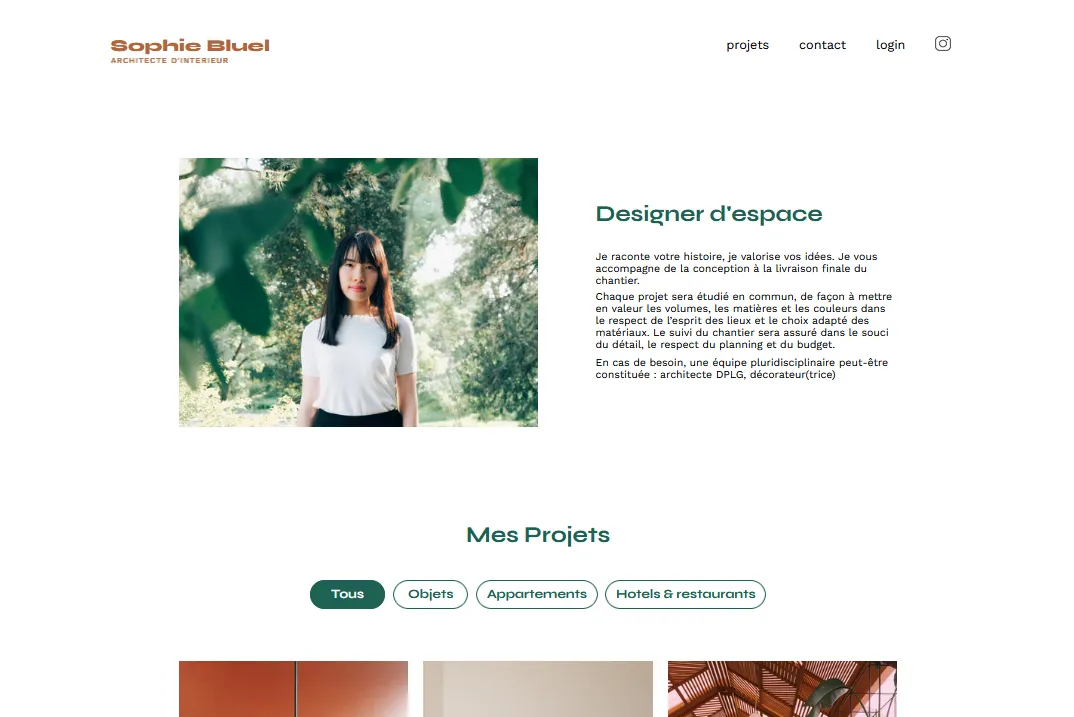 Sophie Bluel
ARCHITECTE D'INTERIEUR
projets contact login
Designer d'espace
Je raconte votre histoire, je valorise vos idées. Je vous
accompagne de la conception à la livraison finale du
chantier.
Chaque projet sera étudié en commun, de façon à mettre
en valeur les volumes, les matières et les couleurs dans
le respect de l'esprit des lieux et le choix adapté des
matériaux. Le suivi du chantier sera assuré dans le souci
du détail, le respect du planning et du budget.
En cas de besoin, une équipe pluridisciplinaire peut-être
constituée : architecte DPLG, décorateur(trice)
Mes Projets
Tous Objets Appartements Hotels & restaurants